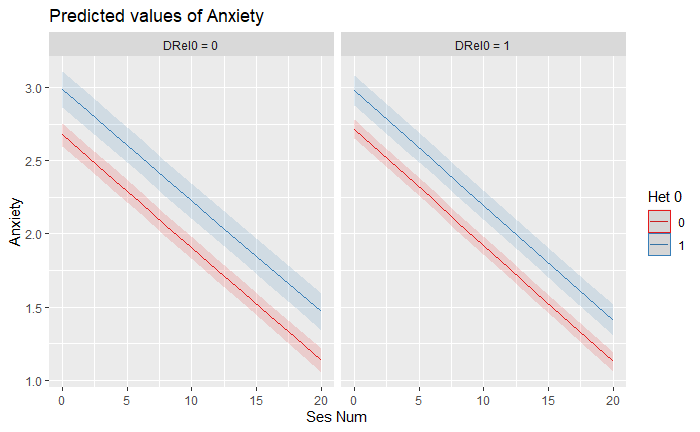 Predicted values of Anxiety
DRel0 = 0
DRel0 = 1
3.0
2.5
2.0
1.5
1.0
Anxiety
0 5 10 15 20
0 5 10 15 20
Ses Num
Het 0
0
1